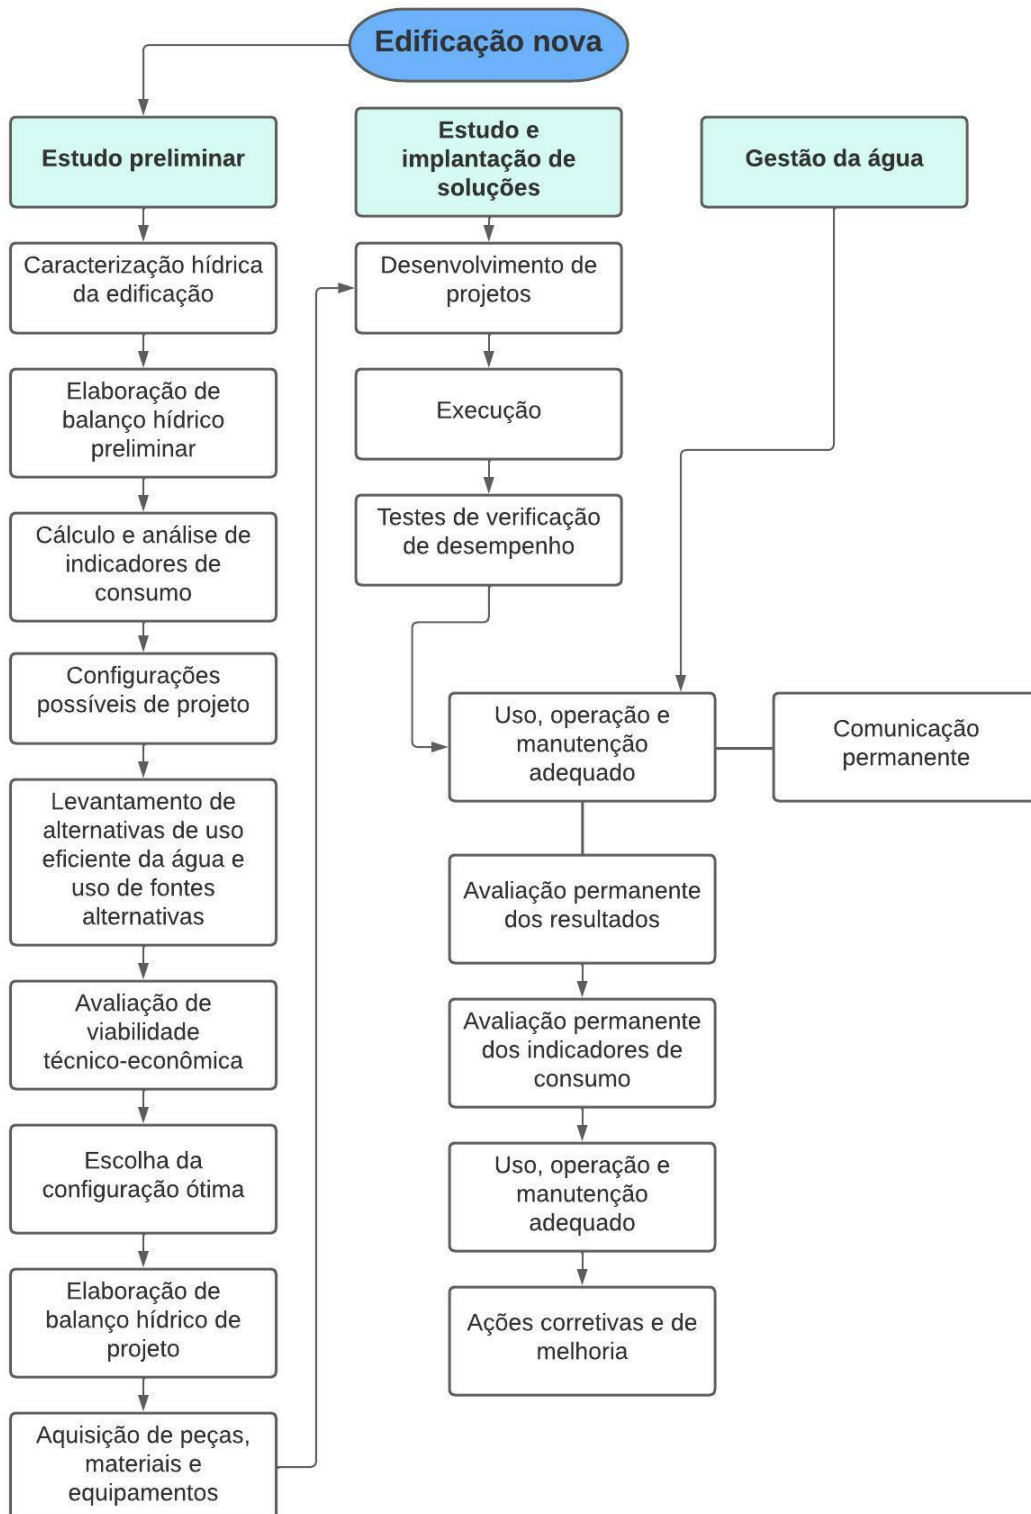 Edificação nova
Estudo preliminar
Caracterização hídrica
da edificação
Elaboração de
balanço hídrico
preliminar
Cálculo e análise de
indicadores de
consumo
Configurações
possíveis de projeto
Levantamento de
alternativas de uso
eficiente da água e
uso de fontes
alternativas
Avaliação de
viabilidade
técnico-econômica
Escolha da
configuração ótima
Elaboração de
balanço hídrico de
projeto
Aquisição de peças,
materiais e
equipamentos
Estudo e
implantação de
soluções
Desenvolvimento de
projetos
Execução
Testes de verificação
de desempenho
Gestão da água
Uso, operação e
manutenção
adequado
Comunicação
permanente
Avaliação permanente
dos resultados
Avaliação permanente
dos indicadores de
consumo
Uso, operação e
manutenção
adequado
Ações corretivas e de
melhoria